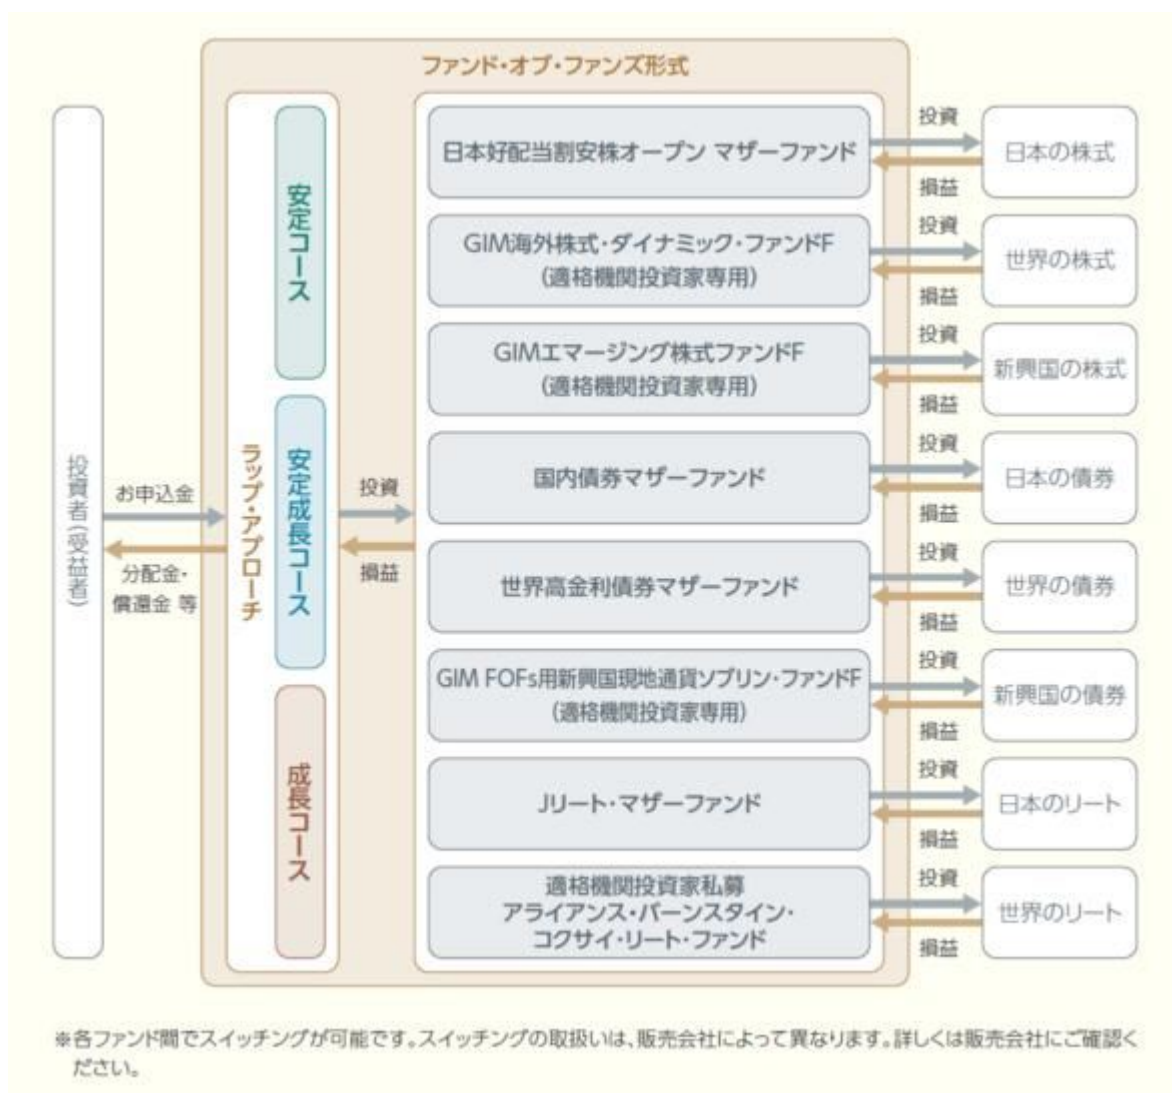 ファンド・オブ・ファンズ形式
投資者(受益者)
お申込金
分配金・
償還金 等
ラップ・アプローチ
安定コース
安定成長コース
成長コース
投資
損益
日本好配当割安株オープン マザーファンド
投資
損益
日本の株式
GIM海外株式・ダイナミック・ファンドF
(適格機関投資家専用)
投資
損益
世界の株式
GIMエマージング株式ファンドF
(適格機関投資家専用)
投資
損益
新興国の株式
国内債券マザーファンド
投資
損益
日本の債券
世界高金利債券マザーファンド
投資
損益
世界の債券
GIM FOFs用新興国現地通貨ソブリン・ファンドF
(適格機関投資家専用)
投資
損益
新興国の債券
Jリート・マザーファンド
投資
損益
日本のリート
適格機関投資家私募
アライアンス・バーンスタイン・
コクサイ・リート・ファンド
投資
損益
世界のリート
※各ファンド間でスイッチングが可能です。スイッチングの取扱いは、販売会社によって異なります。詳しくは販売会社にご確認く
ださい。